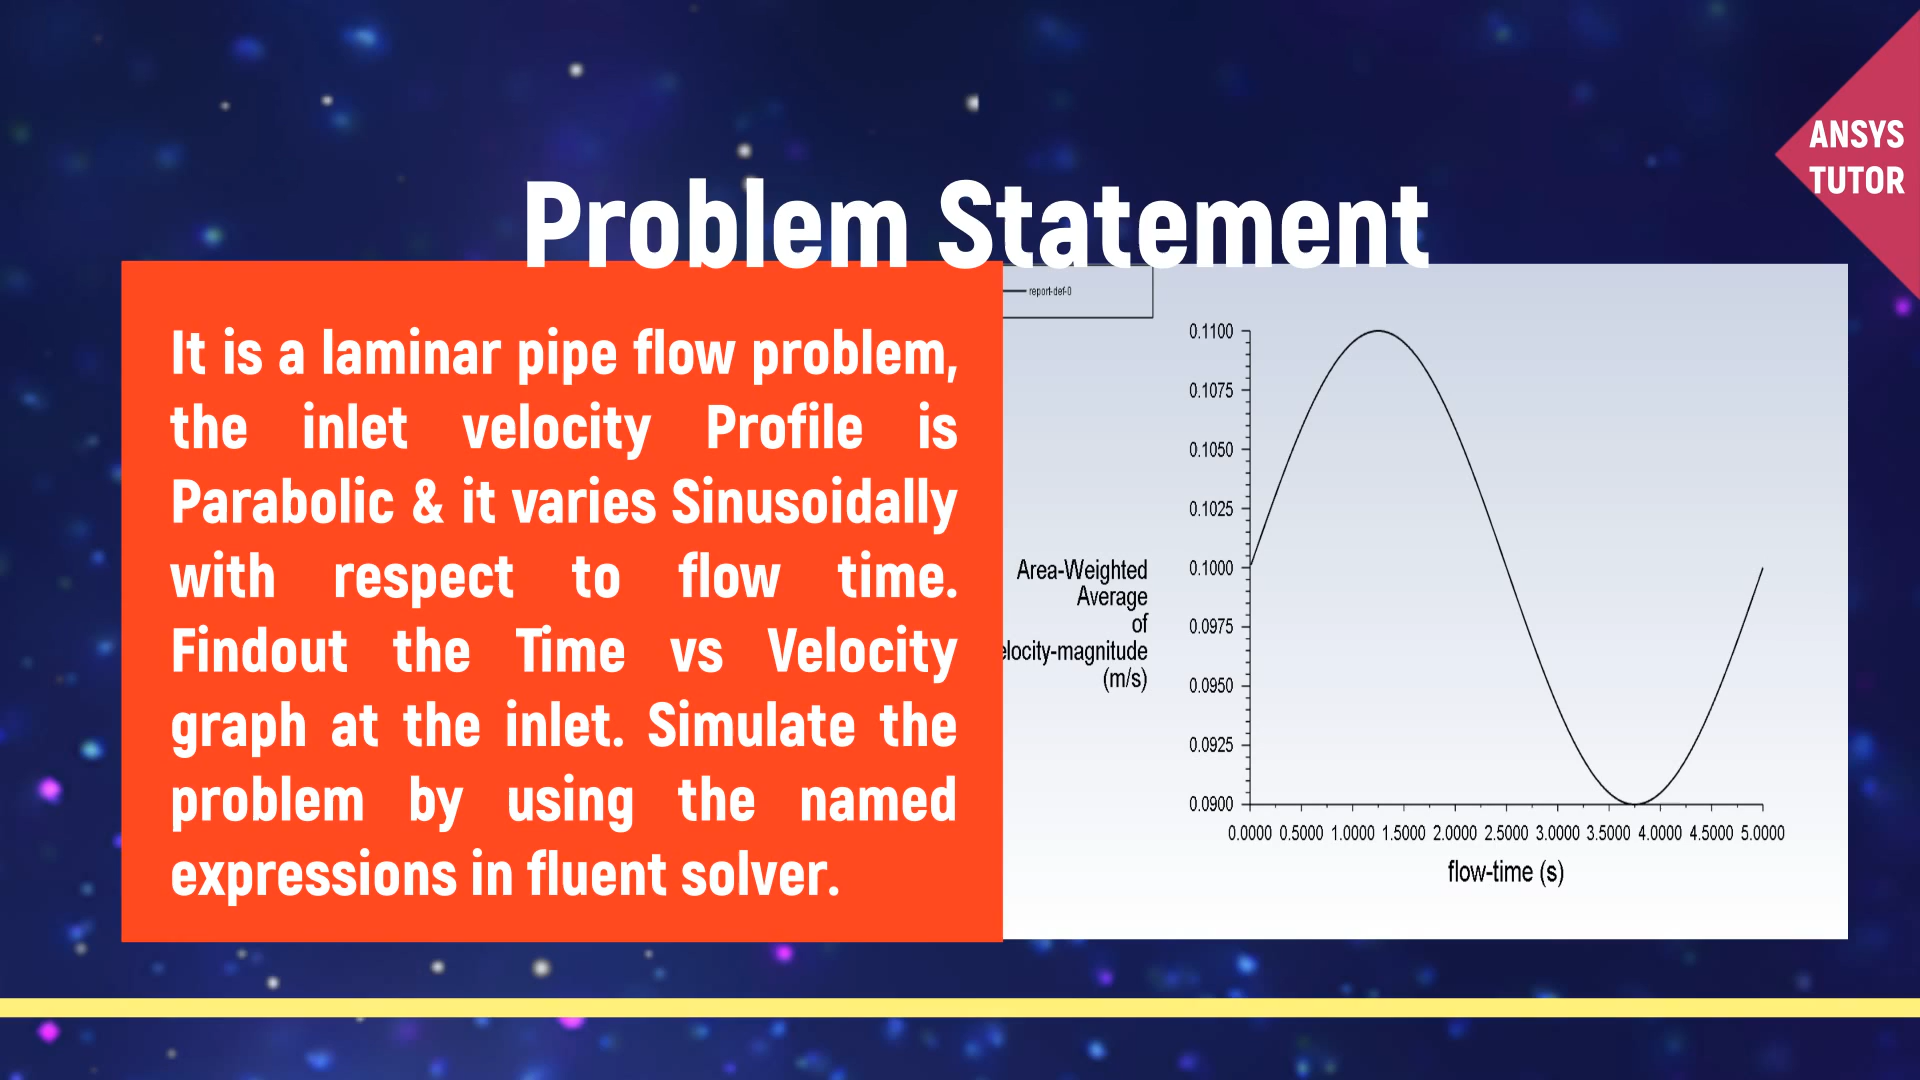 ANSYS
TUTOR
Problem Statement
It is a laminar pipe flow problem,
the inlet velocity Profile is
Parabolic & it varies Sinusoidally
with respect to flow time.
Findout the Time vs Velocity
graph at the inlet. Simulate the
problem by using the named
expressions in fluent solver.
report-def-0
Area-Weighted
Average
of
elocity-magnitude
(m/s)
0.1100
0.1075
0.1050
0.1025
0.1000
0.0975
0.0950
0.0925
0.0900
0.0000 0.5000 1.0000 1.5000 2.0000 2.5000 3.0000 3.5000 4.0000 4.5000 5.0000
flow-time (s)